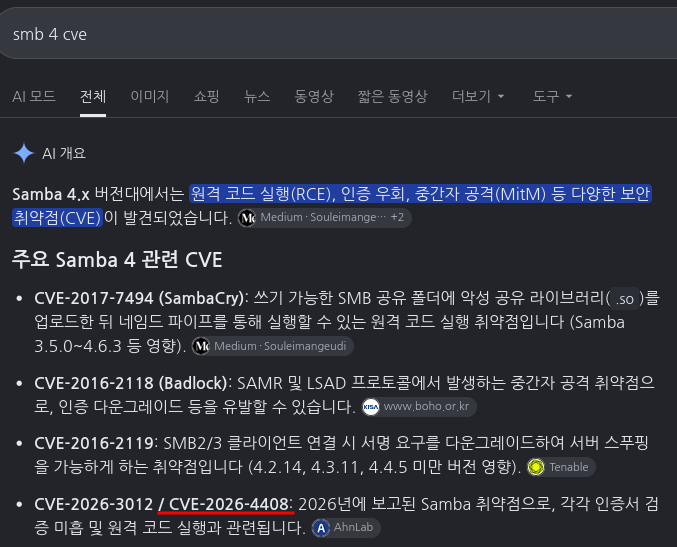 smb 4 cve
AI 모드 전체 이미지 쇼핑 뉴스 동영상 짧은 동영상 더보기 도구
AI 개요
Samba 4.x 버전대에서는 원격 코드 실행(RCE), 인증 우회, 중간자 공격(MitM) 등 다양한 보안
취약점(CVE)이 발견되었습니다. Medium · Souleimange… +2
주요 Samba 4 관련 CVE
• CVE-2017-7494 (SambaCry): 쓰기 가능한 SMB 공유 폴더에 악성 공유 라이브러리( .so )를
업로드한 뒤 네임드 파이프를 통해 실행할 수 있는 원격 코드 실행 취약점입니다 (Samba
3.5.0~4.6.3 등 영향). Medium · Souleimangeudi
• CVE-2016-2118 (Badlock): SAMR 및 LSAD 프로토콜에서 발생하는 중간자 공격 취약점으
로, 인증 다운그레이드 등을 유발할 수 있습니다. KISA www.boho.or.kr
• CVE-2016-2119: SMB2/3 클라이언트 연결 시 서명 요구를 다운그레이드하여 서버 스푸핑
을 가능하게 하는 취약점입니다 (4.2.14, 4.3.11, 4.4.5 미만 버전 영향). Tenable
• CVE-2026-3012 / CVE-2026-4408: 2026년에 보고된 Samba 취약점으로, 각각 인증서 검
증 미흡 및 원격 코드 실행과 관련됩니다. AhnLab